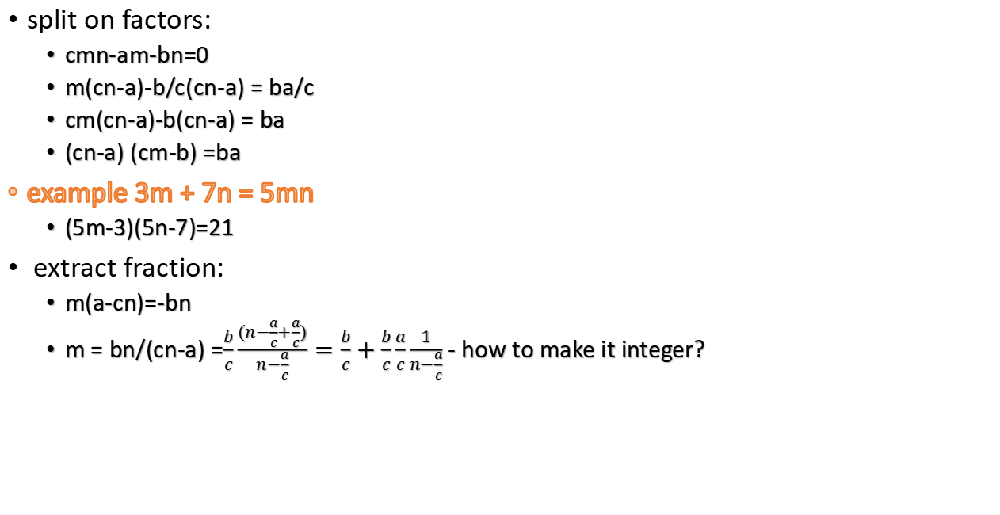 • split on factors:
• cmn-am-bn=0
• m(cn-a)-b/c(cn-a) = ba/c
• cm(cn-a)-b(cn-a) = ba
• (cn-a) (cm-b) =ba
• example 3m + 7n = 5mn
• (5m-3)(5n-7)=21
• extract fraction:
• m(a-cn)=-bn
• m = bn/(cn-a) =\frac{b}{c}\frac{(n-\frac{a}{c}+\frac{a}{c})}{n-\frac{a}{c}} = \frac{b}{c} + \frac{b}{c}\frac{a}{c}\frac{1}{n-\frac{a}{c}} - how to make it integer?